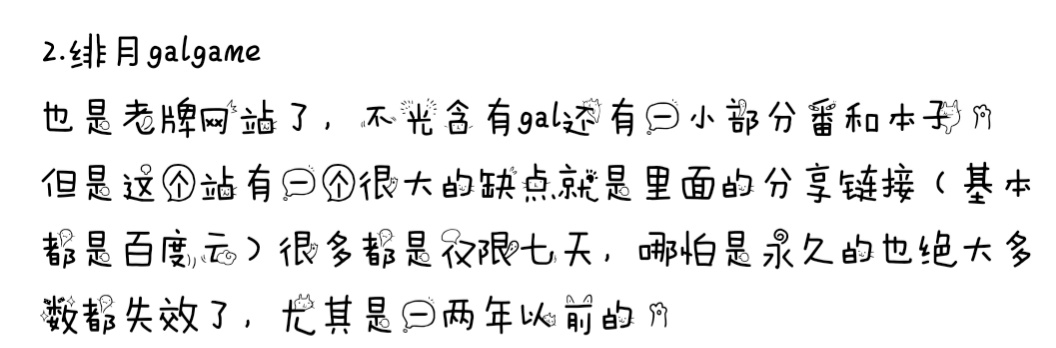 2.绯月galgame
也是老牌网站了，不光含有gal还有一小部分番和本子。
但是这个站有一个很大的缺点就是里面的分享链接（基本
都是百度云）很多都是仅限七天，哪怕是永久的也绝大多
数都失效了，尤其是一两年以前的。